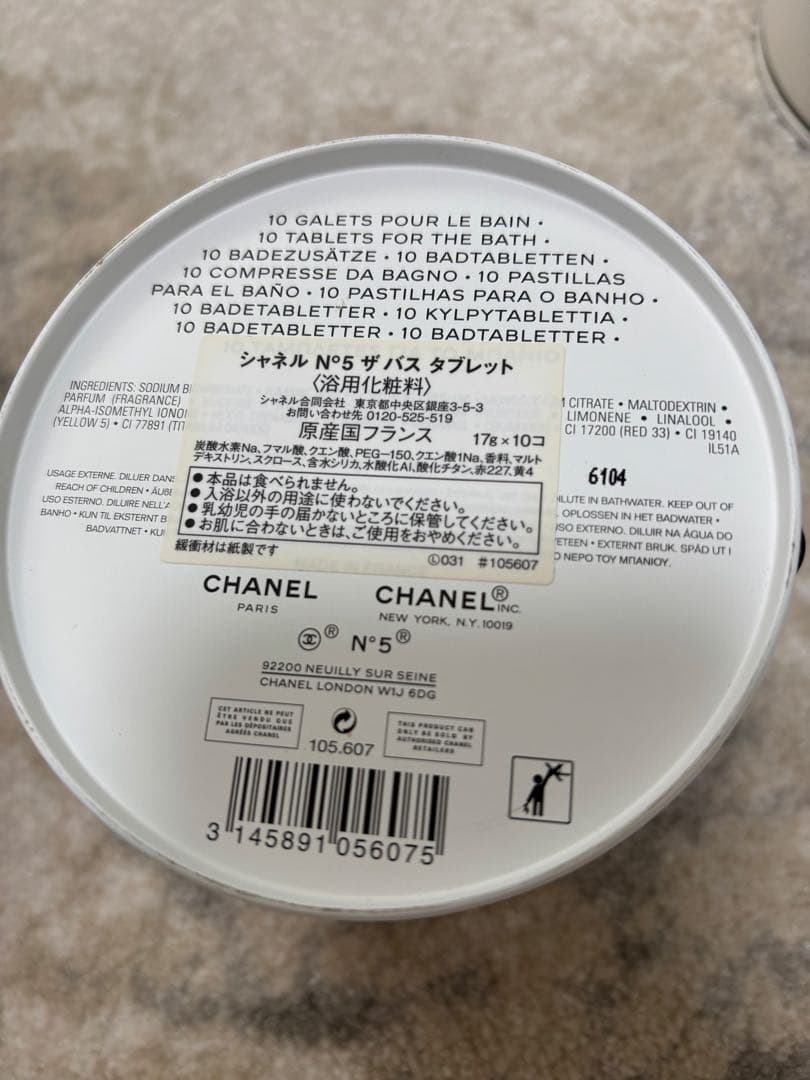 10 GALETS POUR LE BAIN •
10 TABLETS FOR THE BATH •
10 BADEZUSÄTZE • 10 BADTABLETTEN •
10 COMPRESSE DA BAGNO • 10 PASTILLAS
PARA EL BAÑO • 10 PASTILHAS PARA O BANHO •
10 BADETABLETTER • 10 KYLPYTABLETTIA •
10 BADETABLETTER • 10 BADTABLETTER •
シャネル N°5 ザ バス タブレット
〈浴用化粧料〉
シャネル合同会社 東京都中央区銀座3-5-3
お問い合わせ先 0120-525-519
原産国フランス 17g×10コ
炭酸水素Na、フマル酸、クエン酸、PEG-150、クエン酸1Na、香料、マルト
デキストリン、スクロース、含水シリカ、水酸化Al、酸化チタン、赤227、黄4
● 本品は食べられません。
● 入浴以外の用途に使わないでください。
● 乳幼児の手の届かないところに保管してください。
● お肌に合わないときは、ご使用をおやめください。
緩衝材は紙製です
Ⓛ031 #105607
INGREDIENTS: SODIUM
PARFUM (FRAGRANCE)
ALPHA-ISOMETHYL
(YELLOW 5) • CI 77891
CITRATE • MALTODEXTRIN •
LIMONENE • LINALOOL •
CI 17200 (RED 33) • CI 19140
IL51A
6104
USAGE EXTERNE. DILUER DANS
REACH OF CHILDREN •
USO ESTERNO. DILUIRE
BANHO • KUN TIL EKSTERNT
BADVATTNET •
DILUTE IN BATHWATER. KEEP OUT OF
OPLOSSEN IN HET BADWATER •
USO EXTERNO. DILUIR NA ÁGUA DO
• EXTERNT BRUK. SPÄD UT I
ΝΕΡΟ ΤΟΥ ΜΠΑΝΙΟΥ.
CHANEL
PARIS
CHANEL® INC.
NEW YORK, N.Y. 10019
® N°5®
92200 NEUILLY SUR SEINE
CHANEL LONDON W1J 6DG
CET ARTICLE NE PEUT
ÊTRE VENDU QUE
PAR LES DÉPOSITAIRES
AGRÉÉS CHANEL
105.607
THIS PRODUCT CAN
ONLY BE SOLD BY
AUTHORISED CHANEL
RETAILERS
3 145891 056075